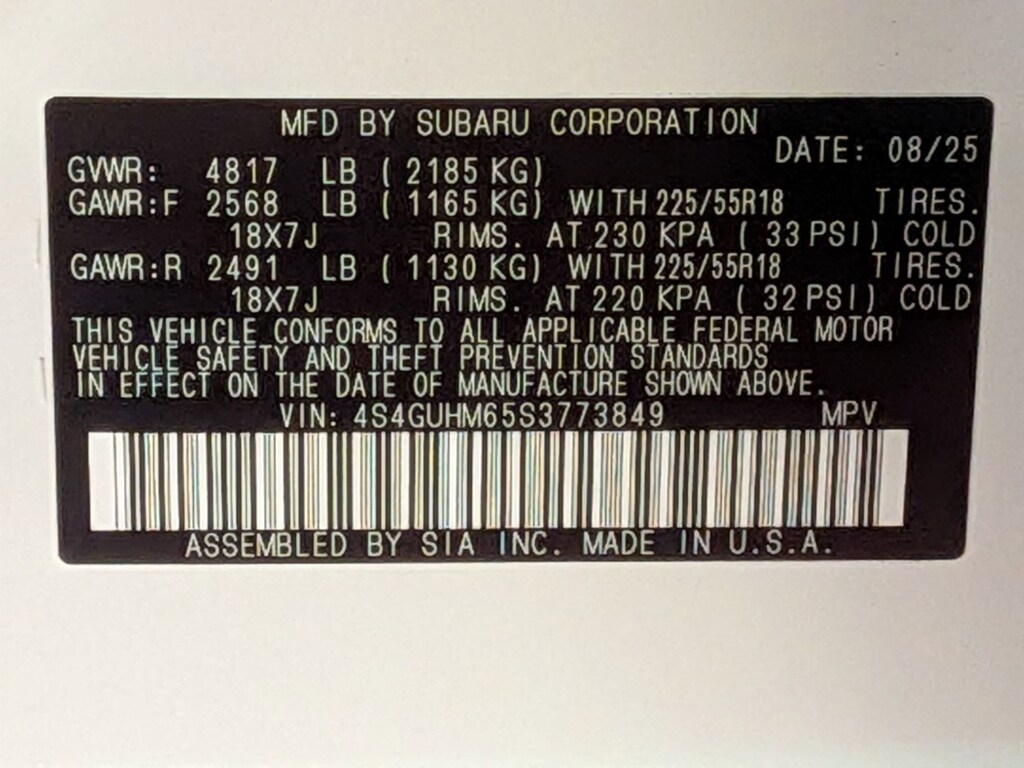 MFD BY SUBARU CORPORATION
DATE: 08/25
GVWR: 4817 LB ( 2185 KG)
GAWR:F 2568 LB ( 1165 KG) WITH 225/55R18 TIRES.
18X7J RIMS. AT 230 KPA ( 33 PSI) COLD
GAWR:R 2491 LB ( 1130 KG) WITH 225/55R18 TIRES.
18X7J RIMS. AT 220 KPA ( 32 PSI) COLD
THIS VEHICLE CONFORMS TO ALL APPLICABLE FEDERAL MOTOR
VEHICLE SAFETY AND THEFT PREVENTION STANDARDS
IN EFFECT ON THE DATE OF MANUFACTURE SHOWN ABOVE.
VIN: 4S4GUHM65S3773849 MPV
ASSEMBLED BY SIA INC. MADE IN U.S.A.